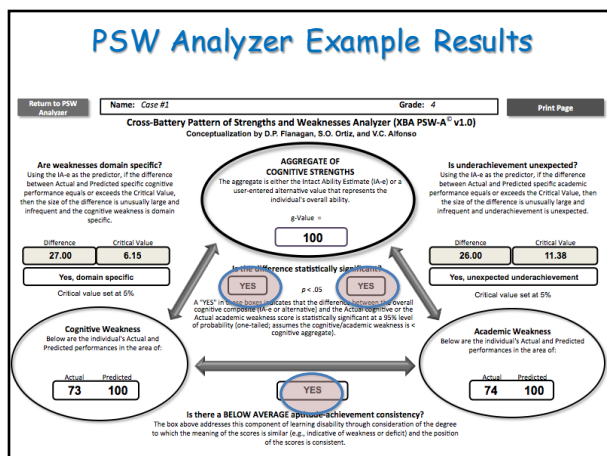 PSW Analyzer Example Results
Return to PSW
Analyzer
Name: Case #1
Grade: 4
Print Page
Cross-Battery Pattern of Strengths and Weaknesses Analyzer (XBA PSW-A© v1.0)
Conceptualization by D.P. Flanagan, S.O. Ortiz, and V.C. Alfonso
Are weaknesses domain specific?
Using the IA-e as the predictor, if the difference
between Actual and Predicted specific cognitive
performance equals or exceeds the Critical Value,
then the size of the difference is unusually large and
infrequent and the cognitive weakness is domain
specific.
Difference
Critical Value
27.00
6.15
Yes, domain specific
Critical value set at 5%
AGGREGATE OF
COGNITIVE STRENGTHS
The aggregate is either the Intact Ability Estimate (IA-e) or a
user-entered alternative value that represents the
individual's overall ability.
g-Value =
100
Is underachievement unexpected?
Using the IA-e as the predictor, if the difference
between Actual and Predicted specific academic
performance equals or exceeds the Critical Value, then
the size of the difference is unusually large and
infrequent and underachievement is unexpected.
Difference
Critical Value
26.00
11.38
Yes, unexpected underachievement
Critical value set at 5%
Is the difference statistically significant?
YES
p < .05
YES
A "YES" in these boxes indicates that the difference between the overall
cognitive composite (IA-e or alternative) and the Actual cognitive or the
Actual academic weakness score is statistically significant at a 95% level
of probability (one-tailed; assumes the cognitive/academic weakness is <
cognitive aggregate).
Cognitive Weakness
Below are the individual's Actual and
Predicted performances in the area of:
Actual
Predicted
73
100
Academic Weakness
Below are the individual's Actual and Predicted
performances in the area of:
Actual
Predicted
74
100
YES
Is there a BELOW AVERAGE aptitude-achievement consistency?
The box above addresses this component of learning disability through consideration of the degree
to which the meaning of the scores is similar (e.g., indicative of weakness or deficit) and the position
of the scores is consistent.